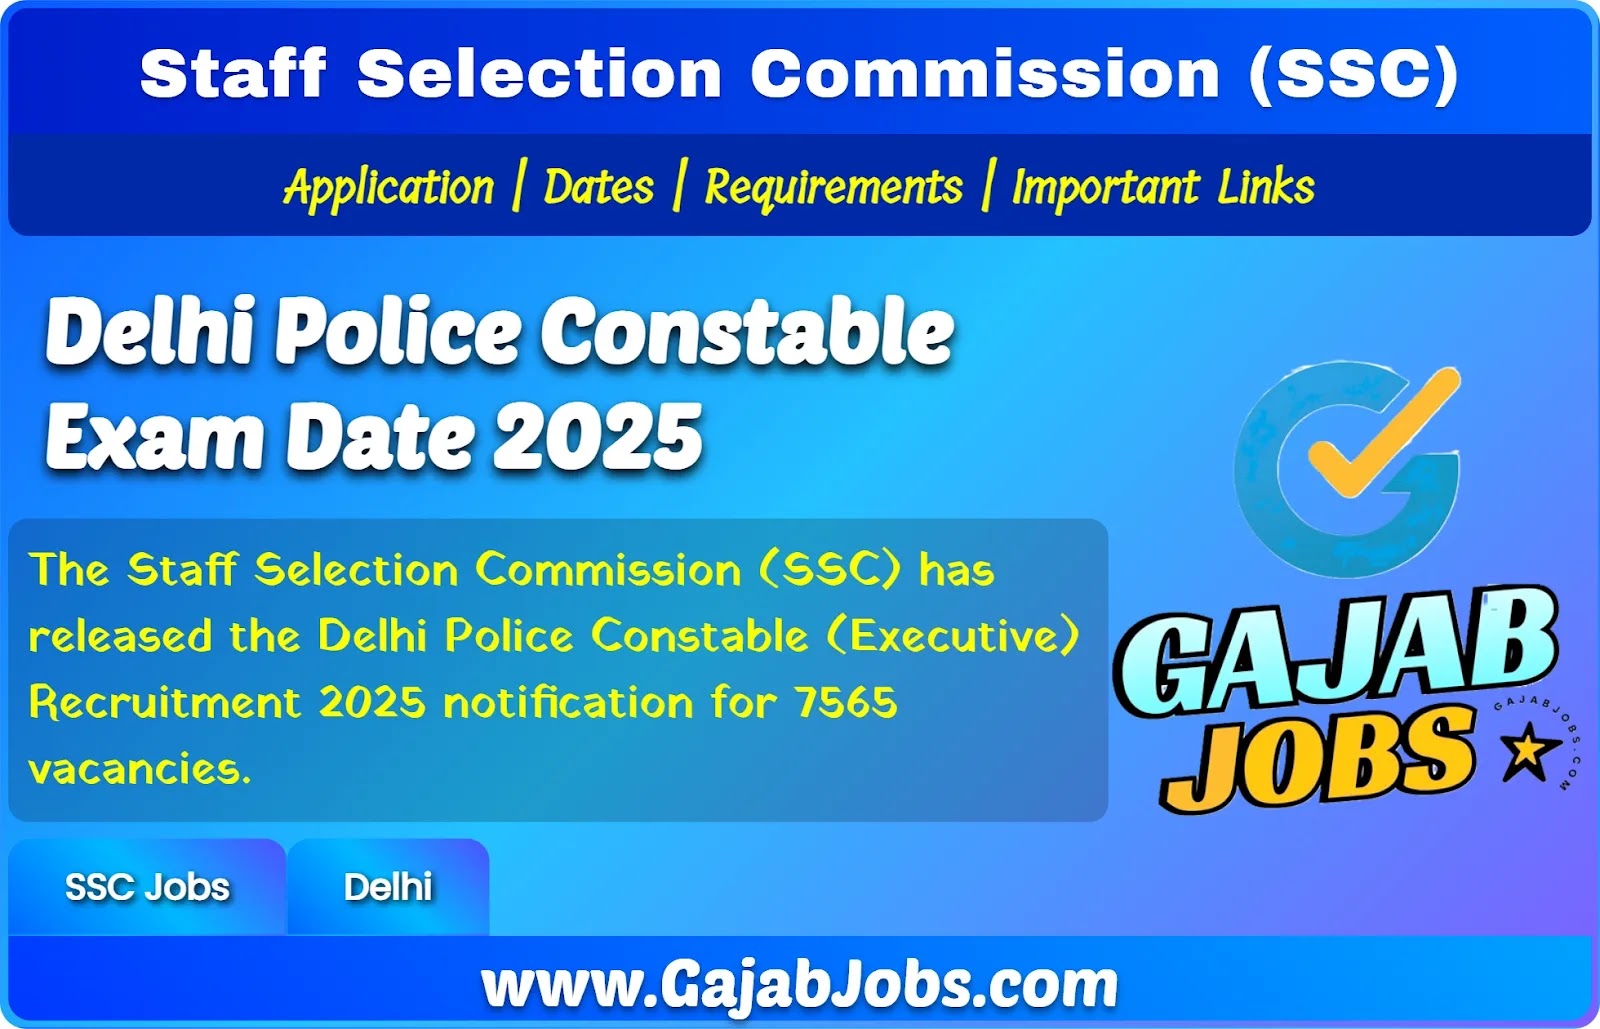 Staff Selection Commission (SSC)
Application | Dates | Requirements | Important Links
Delhi Police Constable
Exam Date 2025
The Staff Selection Commission (SSC) has
released the Delhi Police Constable (Executive)
Recruitment 2025 notification for 7565
vacancies.
GAJAB
JOBS
GAJABJOBS.COM
SSC Jobs
Delhi
www.GajabJobs.com